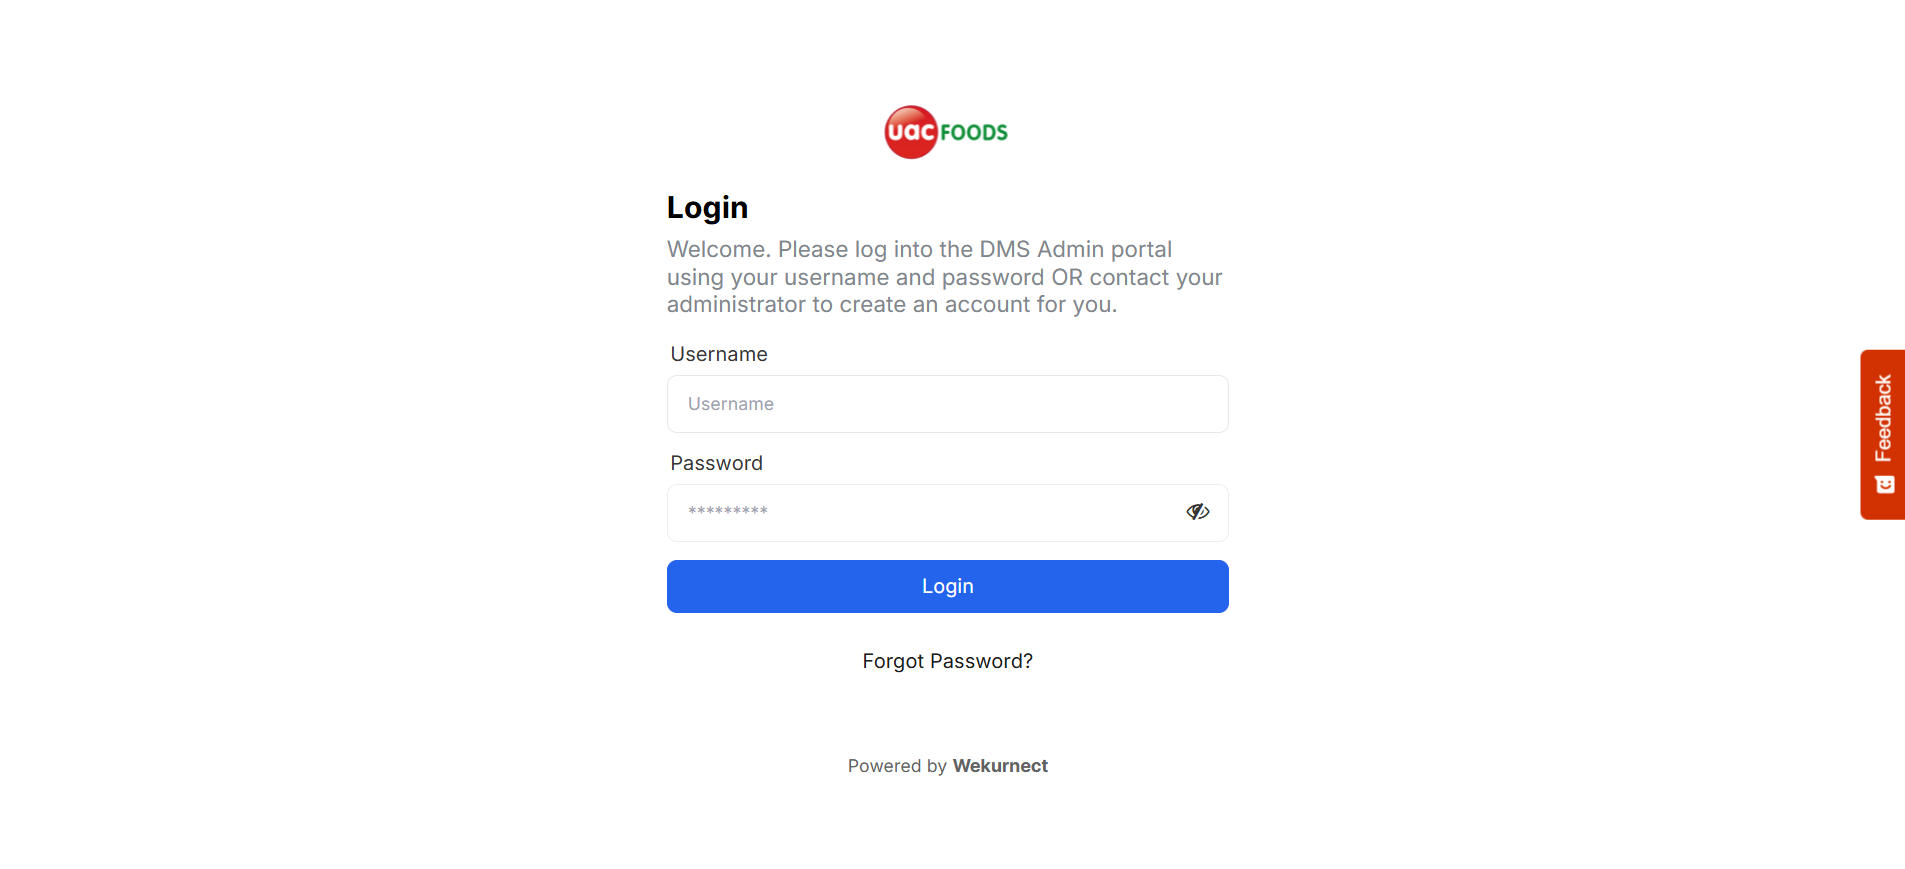 uac FOODS
Login
Welcome. Please log into the DMS Admin portal
using your username and password OR contact your
administrator to create an account for you.
Username
Username
Password
*********
Login
Forgot Password?
Powered by Wekurnect
Feedback